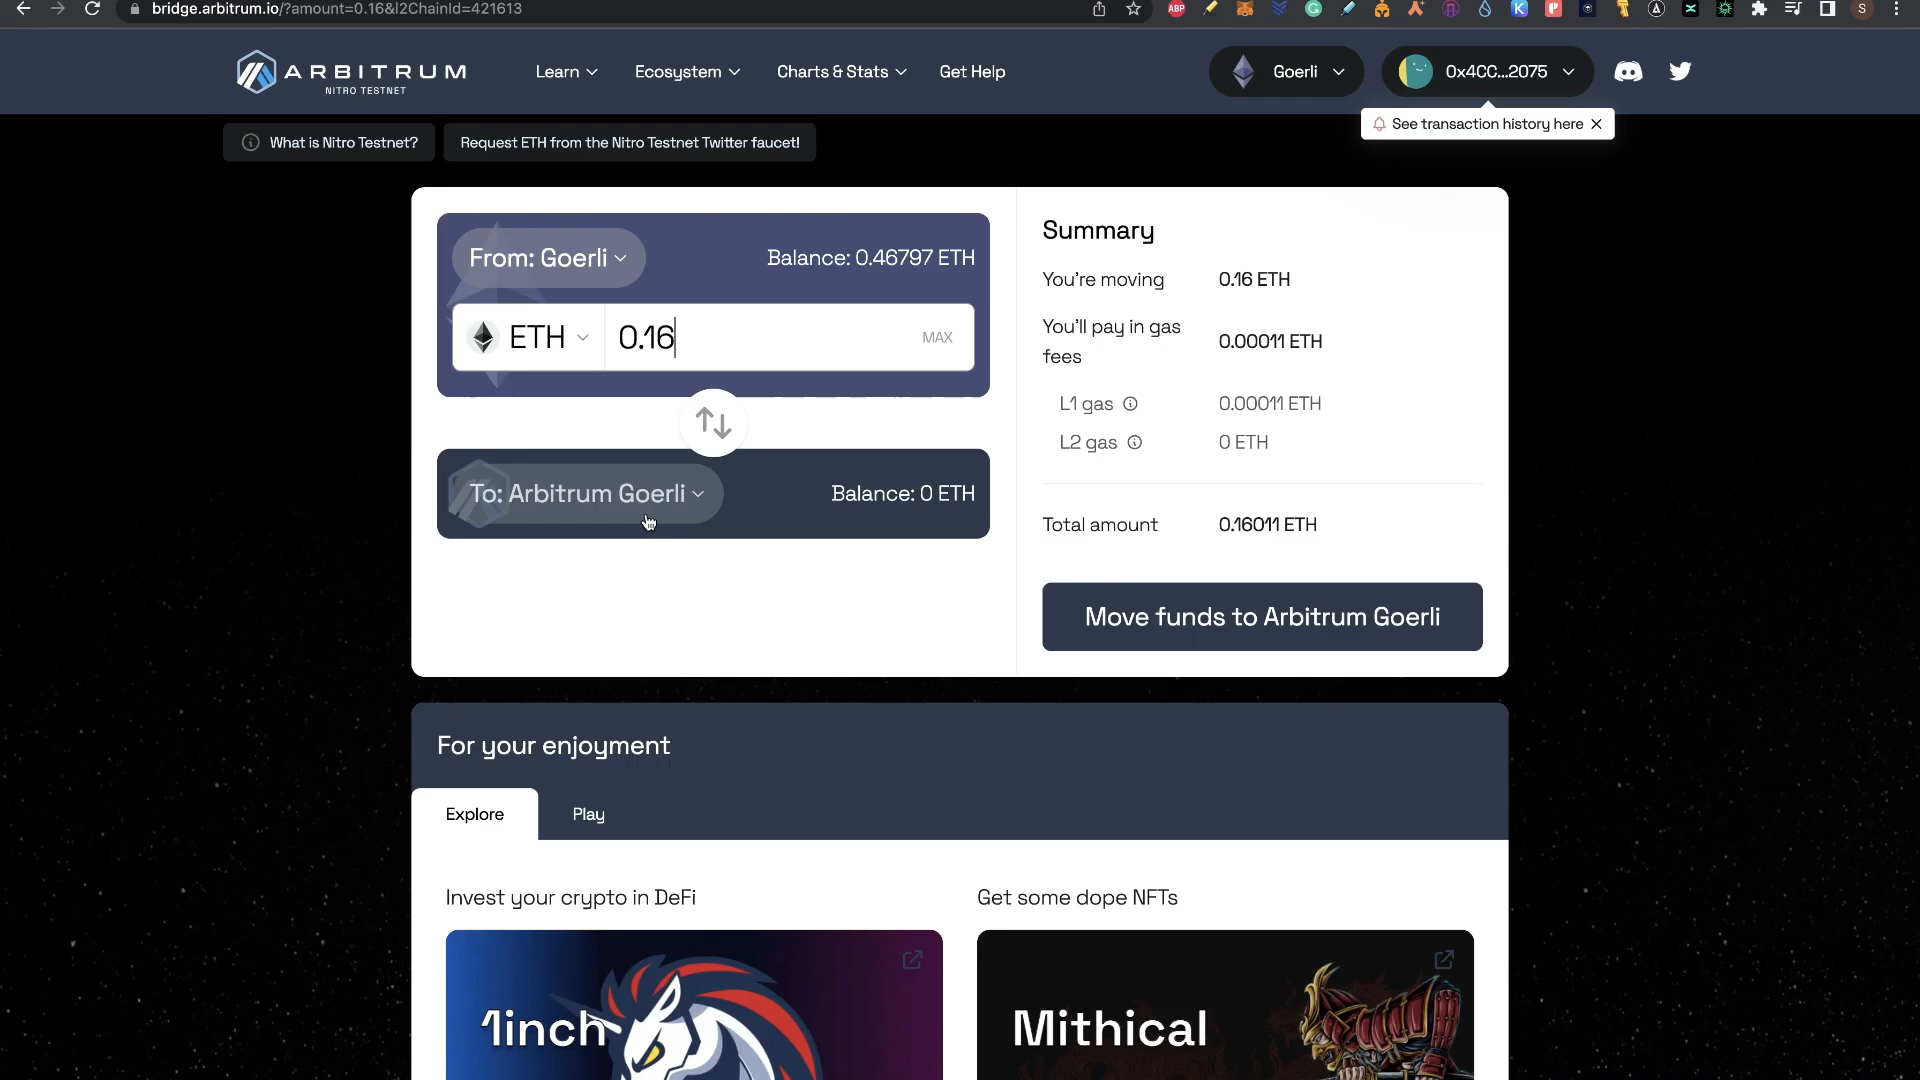 bridge.arbitrum.io/?amount=0.16&l2ChainId=421613
ABP
S
ARBITRUM
NITRO TESTNET
Learn
Ecosystem
Charts & Stats
Get Help
Goerli
0x4CC...2075
See transaction history here
What is Nitro Testnet?
Request ETH from the Nitro Testnet Twitter faucet!
From: Goerli
Balance: 0.46797 ETH
ETH
0.16
MAX
To: Arbitrum Goerli
Balance: 0 ETH
Summary
You're moving
0.16 ETH
You'll pay in gas
fees
0.00011 ETH
L1 gas
0.00011 ETH
L2 gas
0 ETH
Total amount
0.16011 ETH
Move funds to Arbitrum Goerli
For your enjoyment
Explore
Play
Invest your crypto in DeFi
Get some dope NFTs
1inch
Mithical